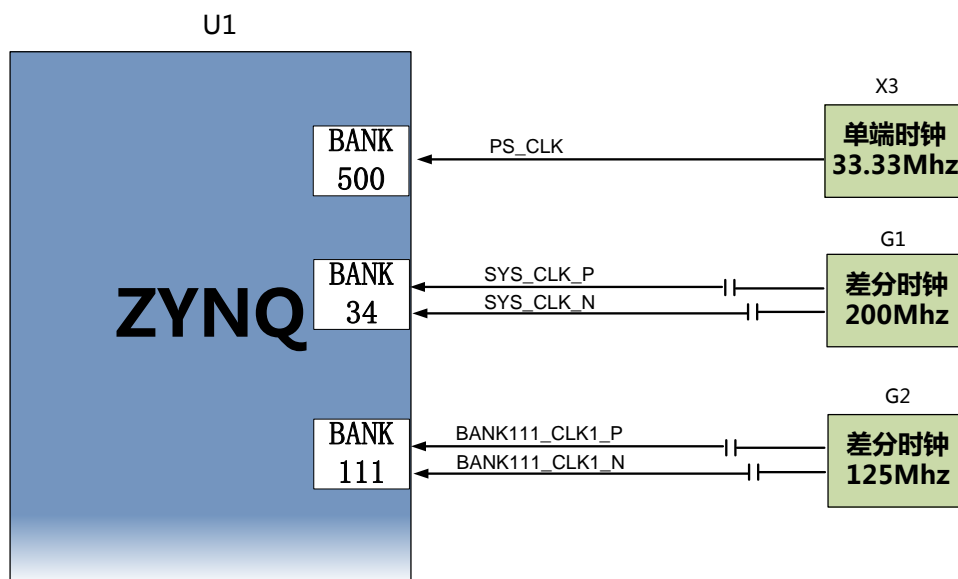 U1
X3
BANK
500
PS_CLK
单端时钟
33.33Mhz
G1
BANK
34
SYS_CLK_P
SYS_CLK_N
差分时钟
200Mhz
ZYNQ
G2
BANK
111
BANK111_CLK1_P
BANK111_CLK1_N
差分时钟
125Mhz